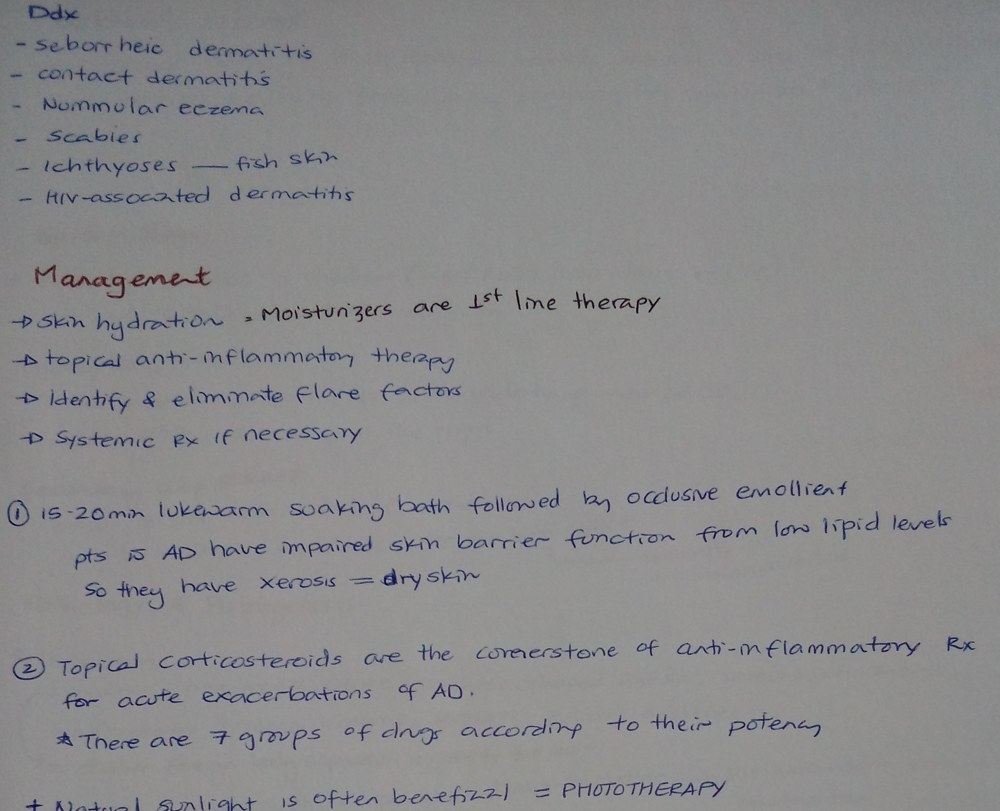 Ddx
- seborrheic dermatitis
- contact dermatitis
- Nummular eczema
- Scabies
- Ichthyoses — fish skin
- HIV-associated dermatitis
Management
→ skin hydration = Moisturizers are 1st line therapy
→ topical anti-inflammatory therapy
→ Identify & eliminate flare factors
→ Systemic Rx if necessary
① 15-20min lukewarm soaking bath followed by occlusive emollient
pts c̄ AD have impaired skin barrier function from low lipid levels
so they have xerosis = dry skin
② Topical corticosteroids are the cornerstone of anti-inflammatory Rx
for acute exacerbations of AD.
* There are 7 groups of drugs according to their potency
+ Natural sunlight is often beneficial = PHOTOTHERAPY